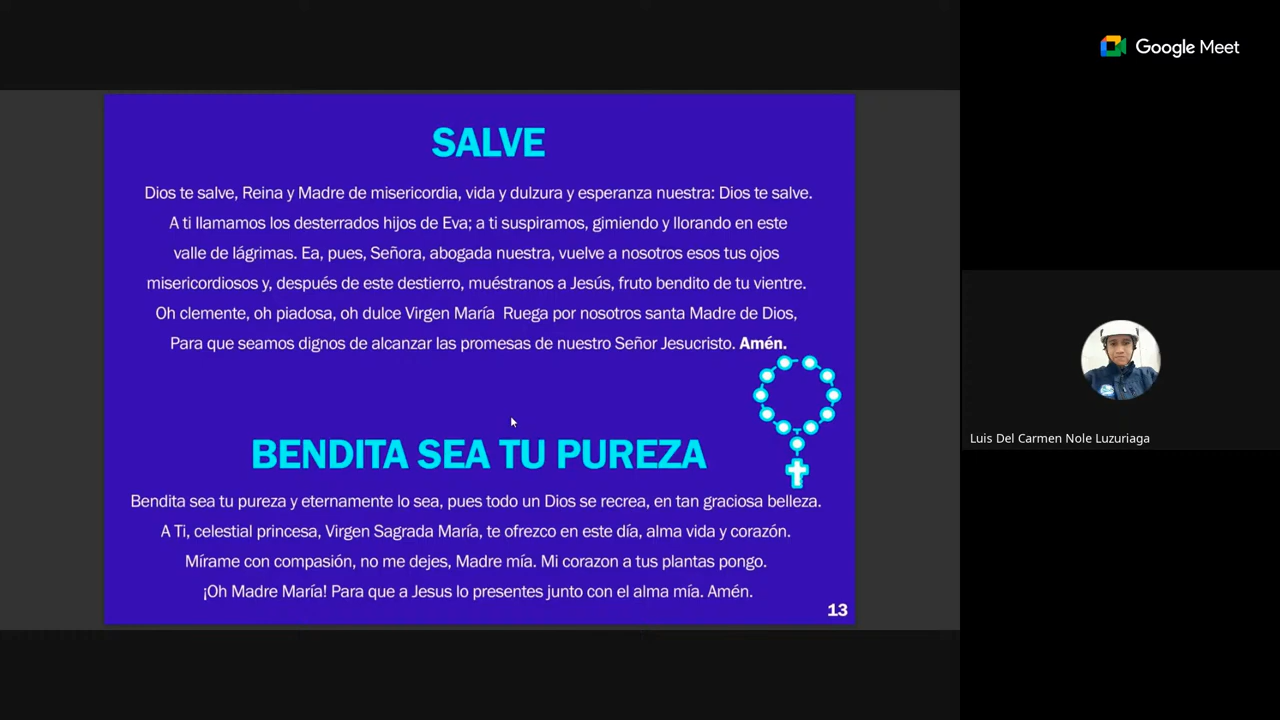 Google Meet
SALVE
Dios te salve, Reina y Madre de misericordia, vida y dulzura y esperanza nuestra: Dios te salve.
A ti llamamos los desterrados hijos de Eva; a ti suspiramos, gimiendo y llorando en este
valle de lágrimas. Ea, pues, Señora, abogada nuestra, vuelve a nosotros esos tus ojos
misericordiosos y, después de este destierro, muéstranos a Jesús, fruto bendito de tu vientre.
Oh clemente, oh piadosa, oh dulce Virgen María  Ruega por nosotros santa Madre de Dios,
Para que seamos dignos de alcanzar las promesas de nuestro Señor Jesucristo. Amén.
BENDITA SEA TU PUREZA
Bendita sea tu pureza y eternamente lo sea, pues todo un Dios se recrea, en tan graciosa belleza.
A Ti, celestial princesa, Virgen Sagrada María, te ofrezco en este día, alma vida y corazón.
Mírame con compasión, no me dejes, Madre mía. Mi corazon a tus plantas pongo.
¡Oh Madre María! Para que a Jesus lo presentes junto con el alma mía. Amén.
13
Luis Del Carmen Nole Luzuriaga